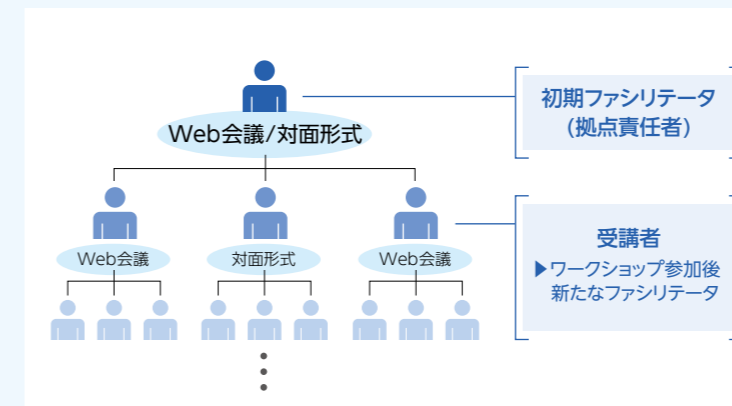 Web会議/対面形式
初期ファシリテータ
(拠点責任者)
Web会議
対面形式
Web会議
受講者
▶ワークショップ参加後
新たなファシリテータ